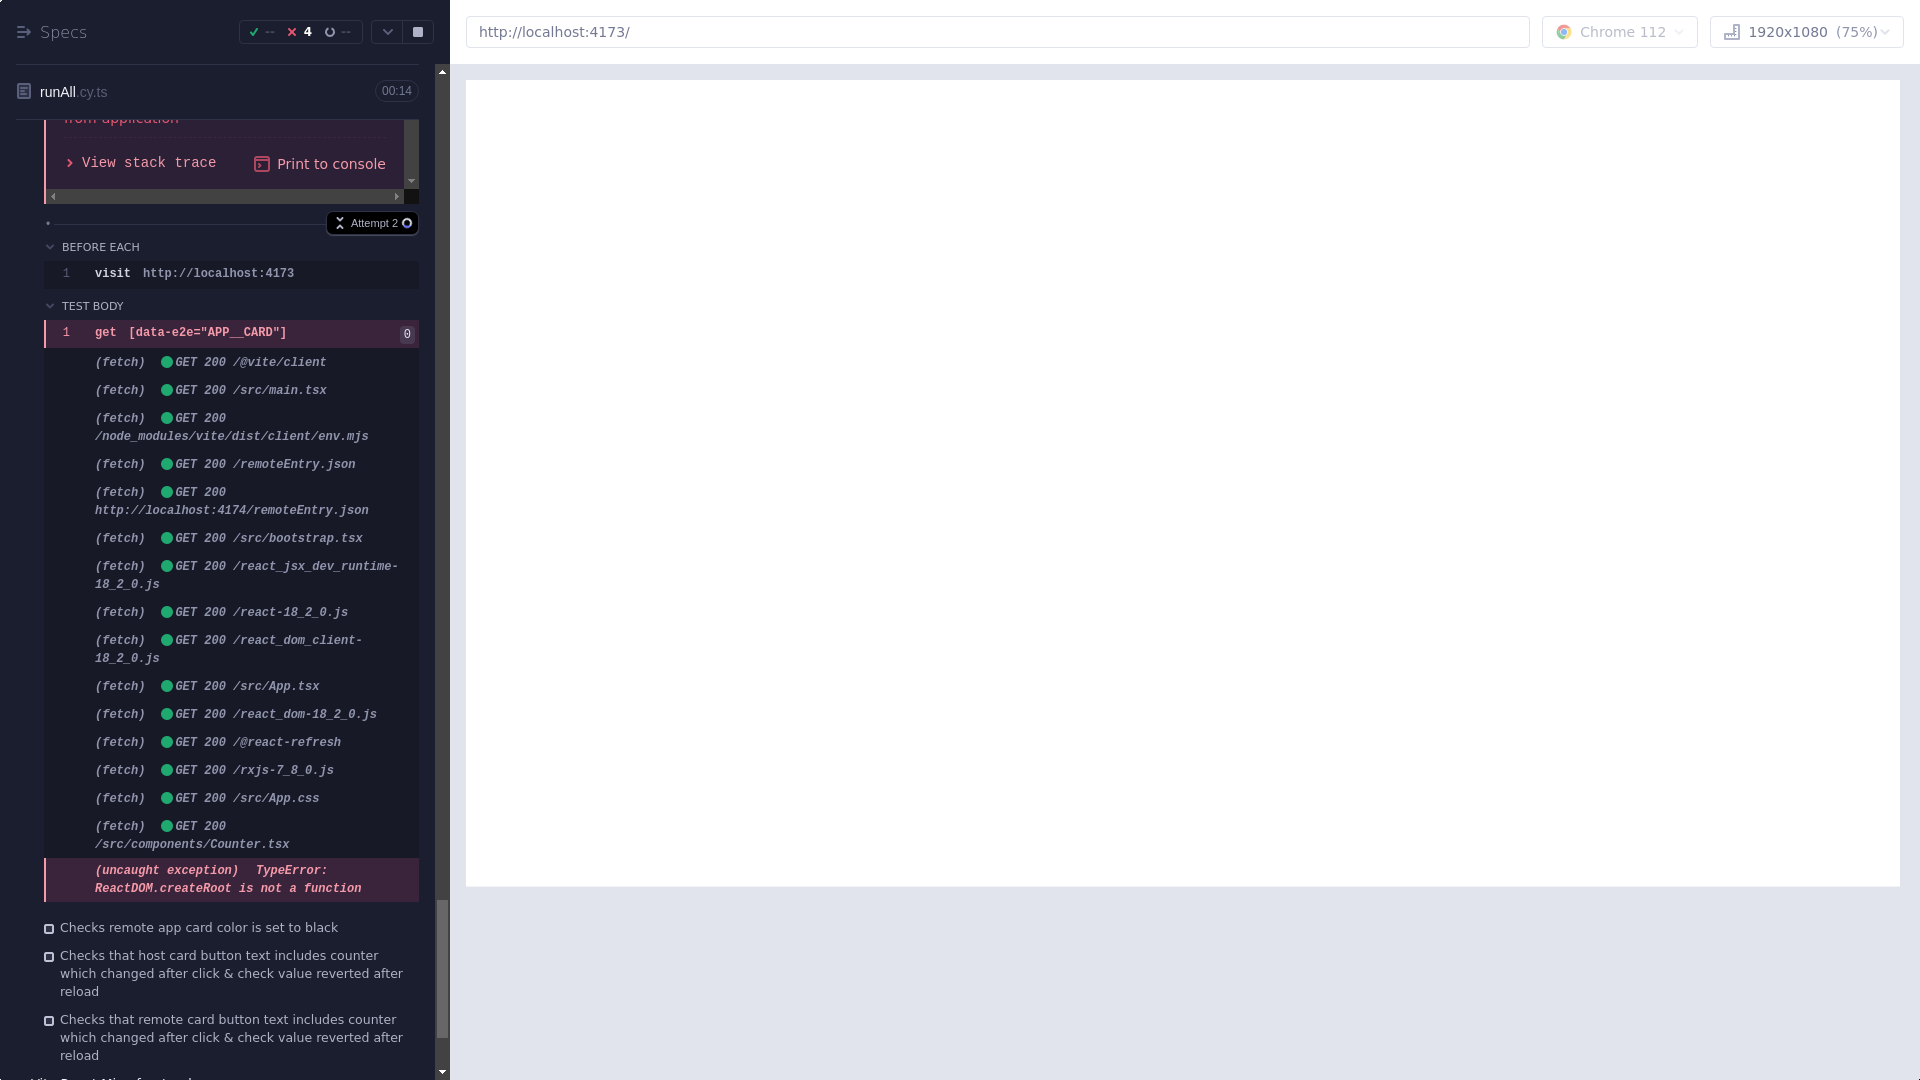 Specs
-- 4 --
http://localhost:4173/
Chrome 112
1920x1080 (75%)
runAll.cy.ts
00:14
from application
View stack trace
Print to console
Attempt 2
BEFORE EACH
1 visit http://localhost:4173
TEST BODY
1 get [data-e2e="APP__CARD"] 0
(fetch) GET 200 /@vite/client
(fetch) GET 200 /src/main.tsx
(fetch) GET 200
/node_modules/vite/dist/client/env.mjs
(fetch) GET 200 /remoteEntry.json
(fetch) GET 200
http://localhost:4174/remoteEntry.json
(fetch) GET 200 /src/bootstrap.tsx
(fetch) GET 200 /react_jsx_dev_runtime-
18_2_0.js
(fetch) GET 200 /react-18_2_0.js
(fetch) GET 200 /react_dom_client-
18_2_0.js
(fetch) GET 200 /src/App.tsx
(fetch) GET 200 /react_dom-18_2_0.js
(fetch) GET 200 /@react-refresh
(fetch) GET 200 /rxjs-7_8_0.js
(fetch) GET 200 /src/App.css
(fetch) GET 200
/src/components/Counter.tsx
(uncaught exception) TypeError:
ReactDOM.createRoot is not a function
Checks remote app card color is set to black
Checks that host card button text includes counter
which changed after click & check value reverted after
reload
Checks that remote card button text includes counter
which changed after click & check value reverted after
reload